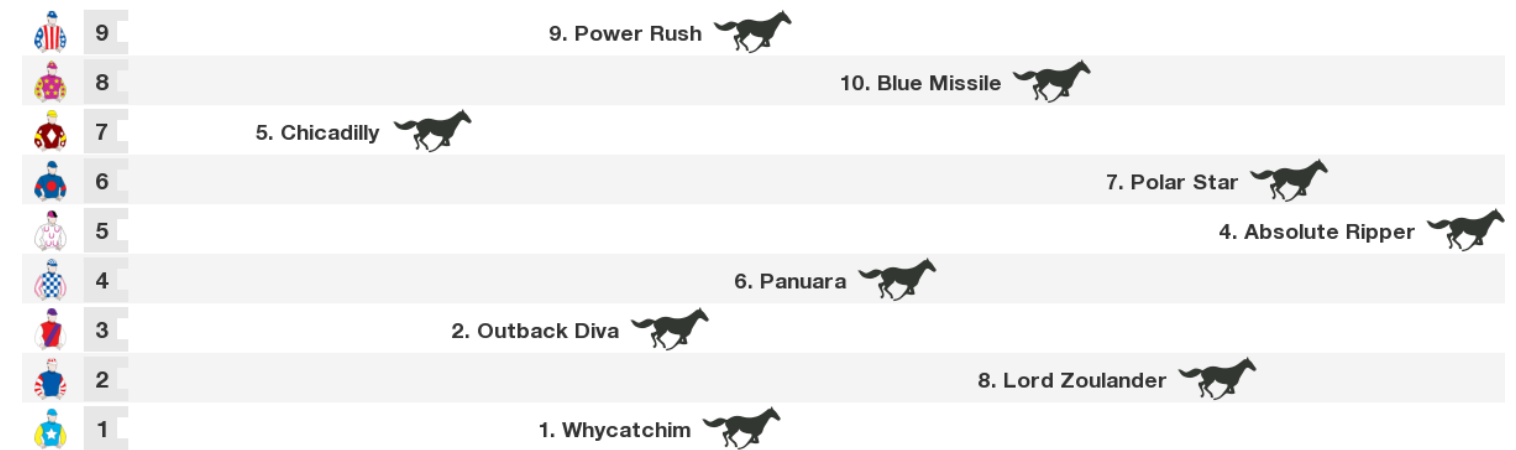 9 9. Power Rush
8 10. Blue Missile
7 5. Chicadilly
6 7. Polar Star
5 4. Absolute Ripper
4 6. Panuara
3 2. Outback Diva
2 8. Lord Zoulander
1 1. Whycatchim